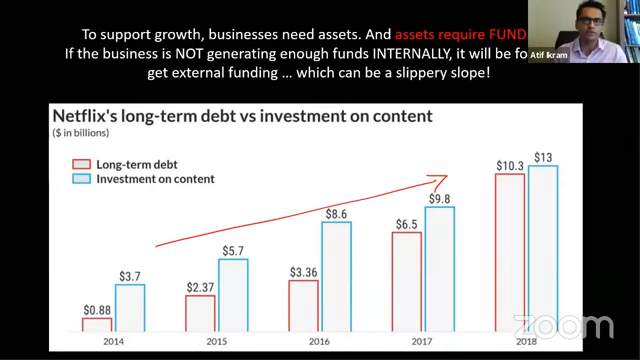 To support growth, businesses need assets. And assets require FUND
If the business is NOT generating enough funds INTERNALLY, it will be fo
get external funding … which can be a slippery slope!
Atif Ikram
Netflix's long-term debt vs investment on content
($ in billions)
Long-term debt
Investment on content
$0.88 $3.7 $2.37 $5.7 $3.36 $8.6 $6.5 $9.8 $10.3 $13
2014 2015 2016 2017 2018
zoom